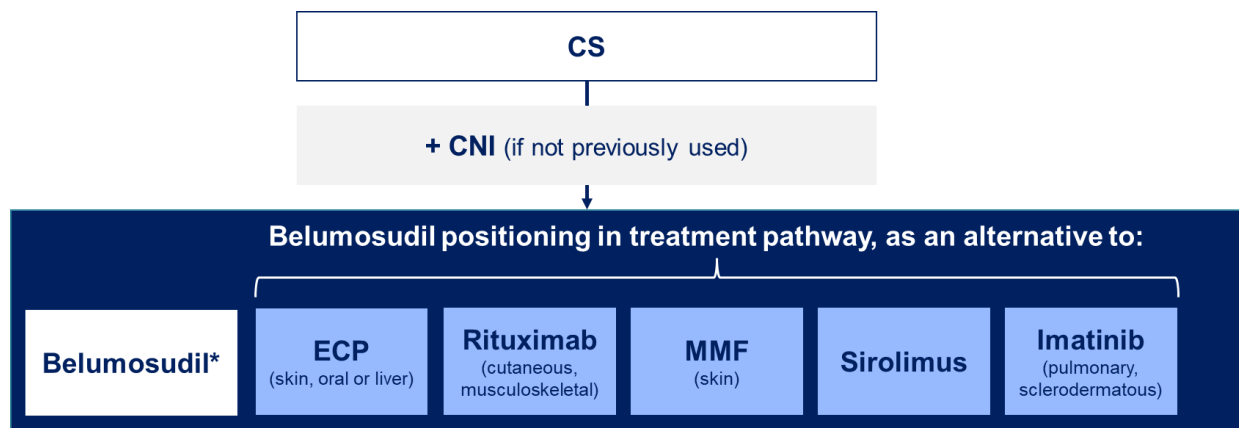 CS
+ CNI (if not previously used)
Belumosudil positioning in treatment pathway, as an alternative to:
Belumosudil*
ECP
(skin, oral or liver)
Rituximab
(cutaneous,
musculoskeletal)
MMF
(skin)
Sirolimus
Imatinib
(pulmonary,
sclerodermatous)